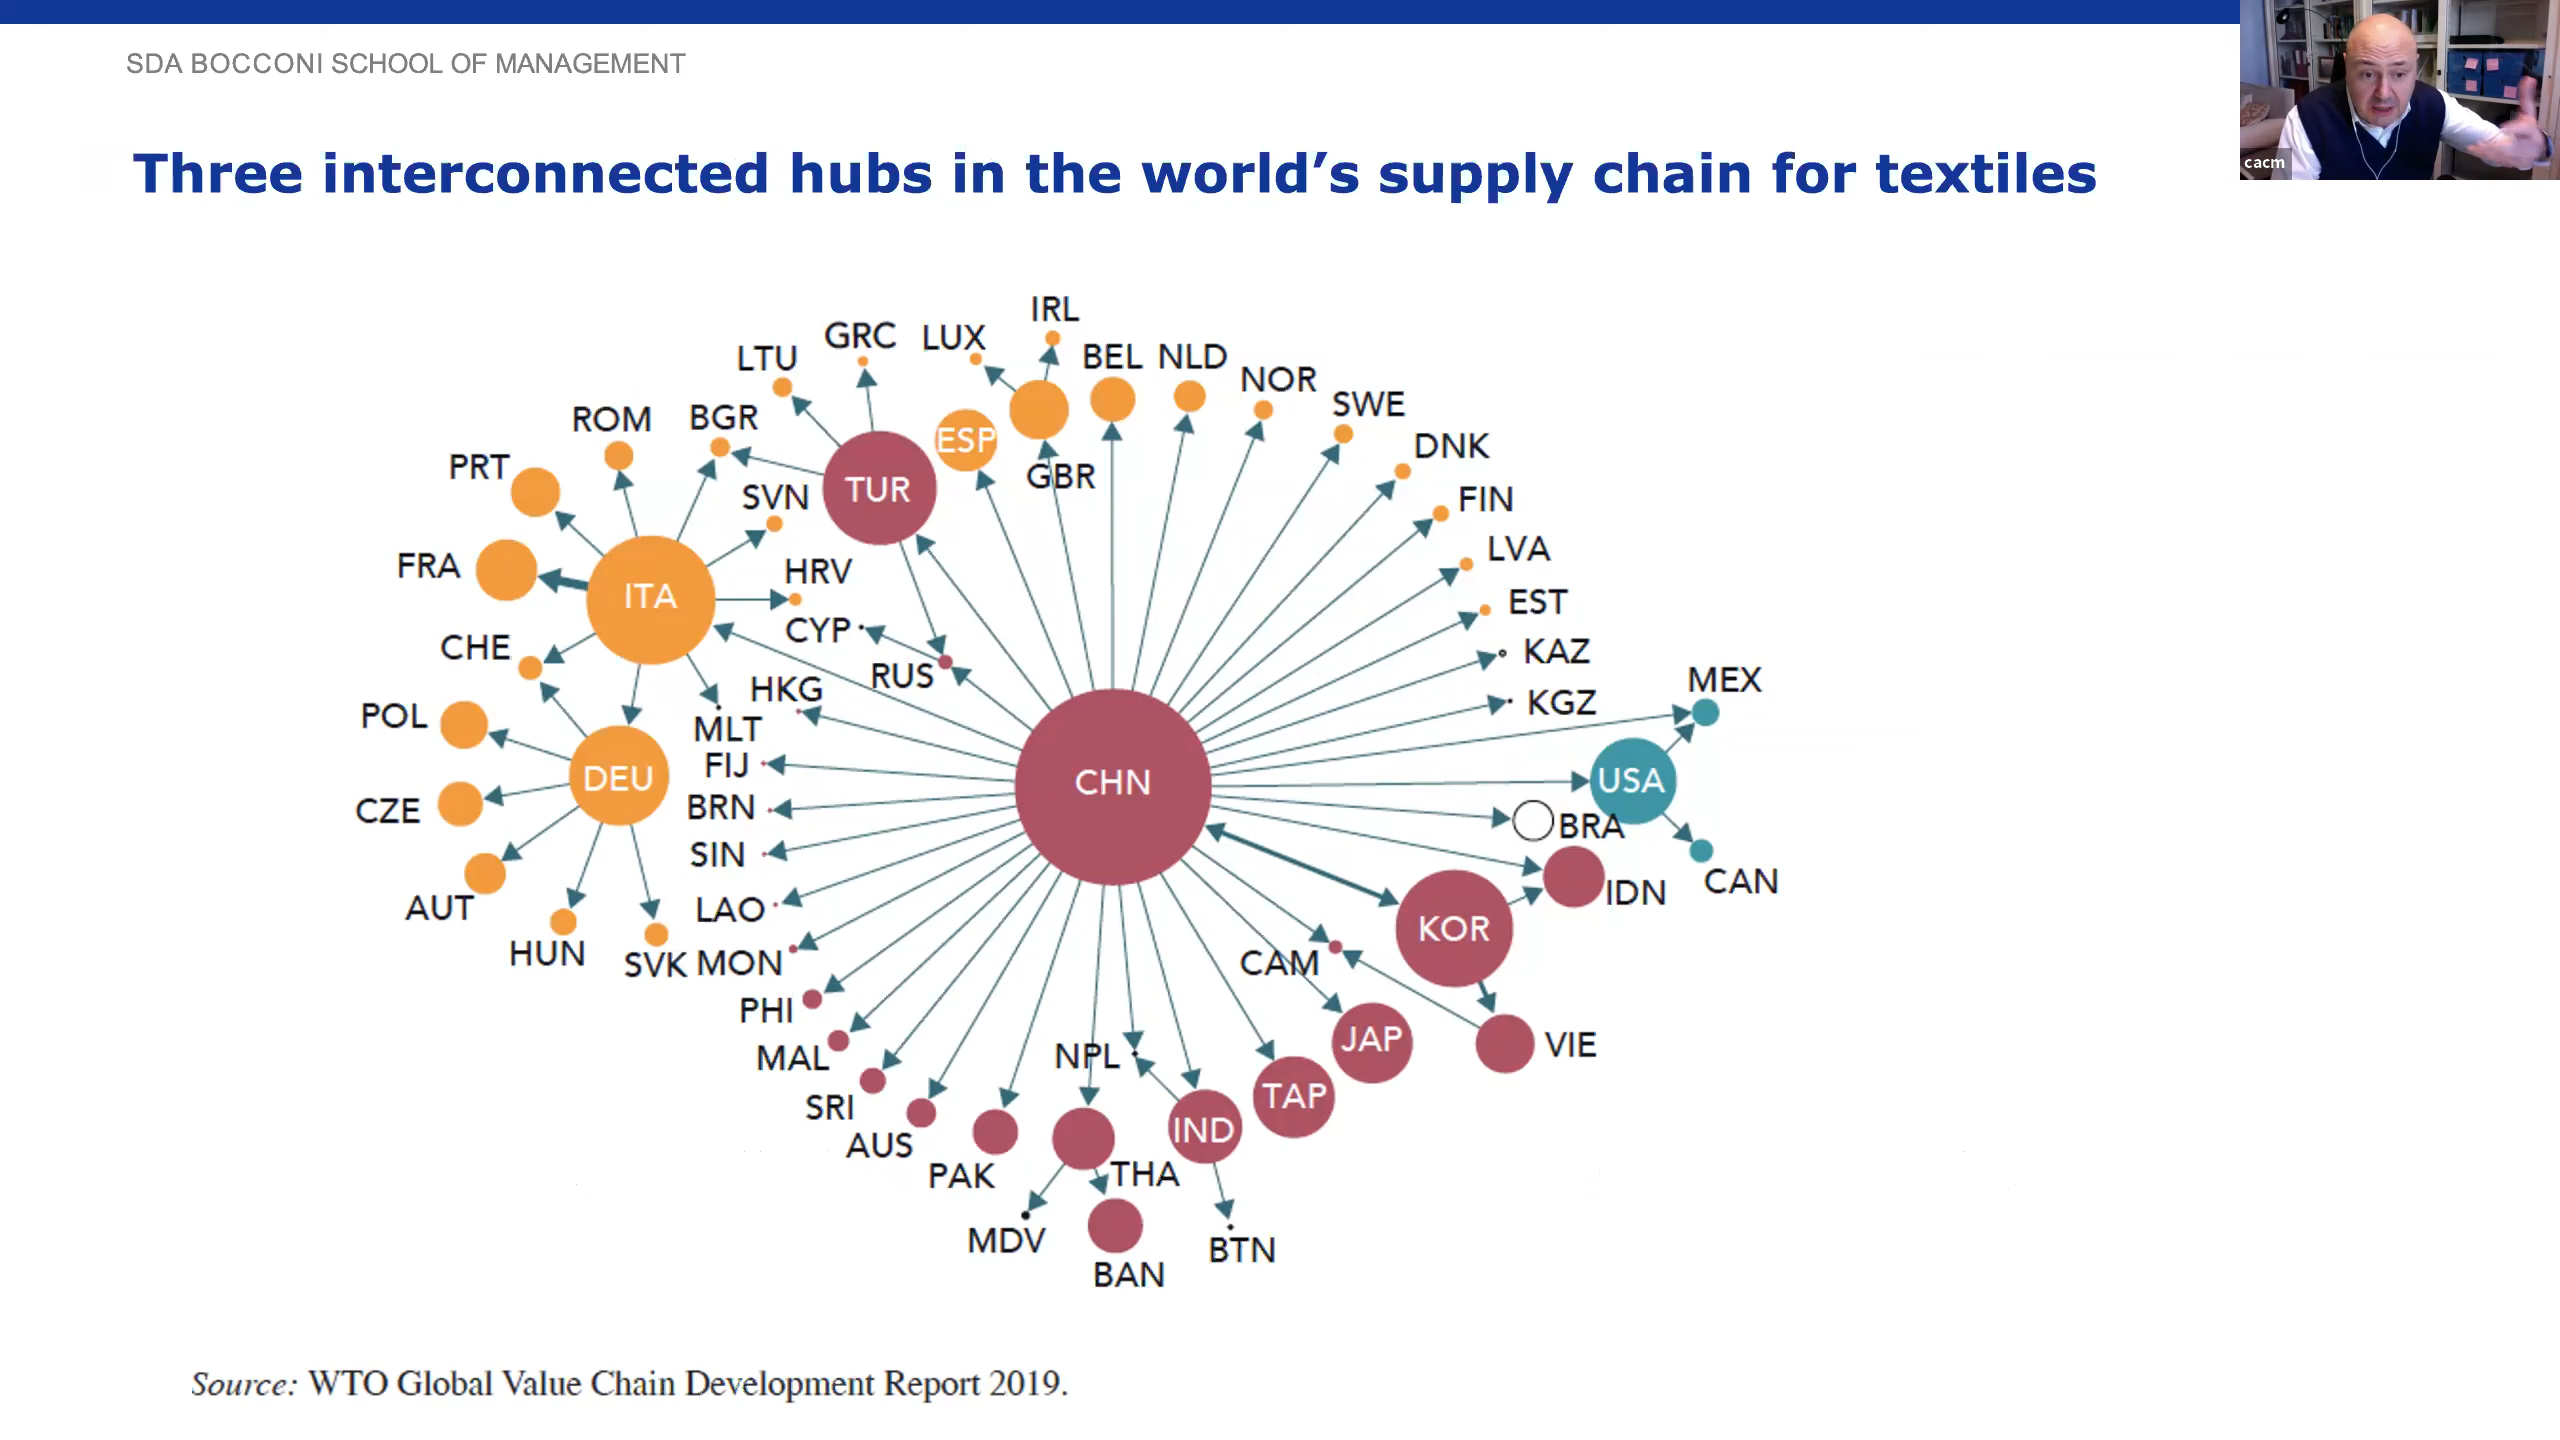 SDA BOCCONI SCHOOL OF MANAGEMENT
cacm
Three interconnected hubs in the world's supply chain for textiles
IRL
GRC
LUX
LTU
BEL
NLD
NOR
SWE
ROM
BGR
ESP
DNK
PRT
GBR
TUR
SVN
FIN
LVA
FRA
HRV
ITA
EST
CYP
CHE
KAZ
RUS
HKG
MEX
KGZ
POL
MLT
FIJ
DEU
CHN
USA
CZE
BRN
BRA
SIN
CAN
IDN
AUT
LAO
KOR
HUN
SVK
MON
CAM
PHI
JAP
VIE
MAL
NPL
SRI
TAP
IND
AUS
PAK
THA
MDV
BTN
BAN
Source: WTO Global Value Chain Development Report 2019.